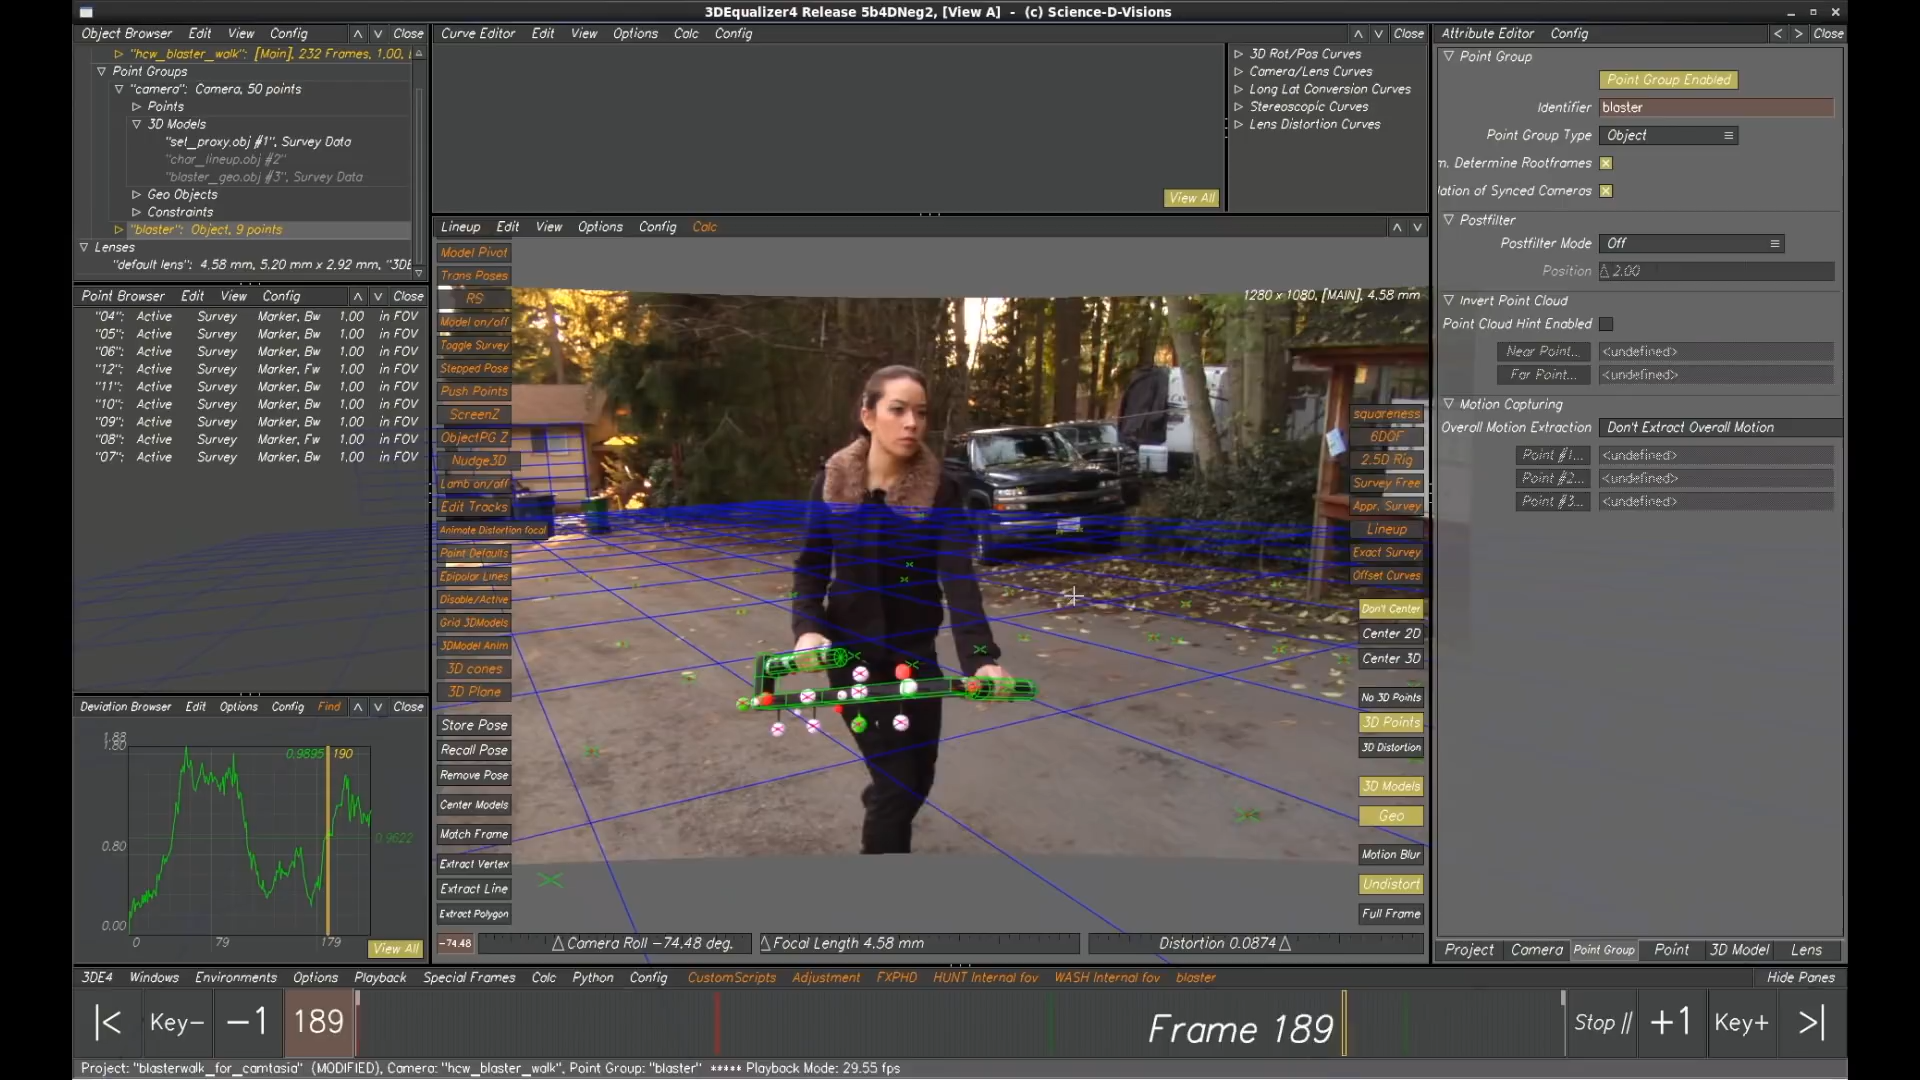 3DEqualizer4 Release 5b4DNeg2, [View A] - (c) Science-D-Visions
Object Browser Edit View Config Close
"hcw_blaster_walk": [Main], 232 Frames, 1.00,
Point Groups
"camera": Camera, 50 points
Points
3D Models
"set_proxy.obj #1", Survey Data
"char_lineup.obj #2"
"blaster_geo.obj #3", Survey Data
Geo Objects
Constraints
"blaster": Object, 9 points
Lenses
"default lens": 4.58 mm, 5.20 mm x 2.92 mm, "3DE
Point Browser Edit View Config Close
"04": Active Survey Marker, Bw 1.00 in FOV
"05": Active Survey Marker, Bw 1.00 in FOV
"06": Active Survey Marker, Bw 1.00 in FOV
"12": Active Survey Marker, Fw 1.00 in FOV
"11": Active Survey Marker, Bw 1.00 in FOV
"10": Active Survey Marker, Bw 1.00 in FOV
"09": Active Survey Marker, Bw 1.00 in FOV
"08": Active Survey Marker, Fw 1.00 in FOV
"07": Active Survey Marker, Bw 1.00 in FOV
Deviation Browser Edit Options Config Find Close
1.88
1.80
0.9895 190
0.9622
0.80
0.00
0 79 179
View All
Curve Editor Edit View Options Calc Config Close
3D Rot/Pos Curves
Camera/Lens Curves
Long Lat Conversion Curves
Stereoscopic Curves
Lens Distortion Curves
View All
Lineup Edit View Options Config Calc
1280 x 1080, [MAIN], 4.58 mm
Model Pivot
Trans Poses
RS
Model on/off
Toggle Survey
Stepped Pose
Push Points
ScreenZ
ObjectPG Z
Nudge3D
Lamb on/off
Edit Tracks
Animate Distortion focal
Point Defaults
Epipolar Lines
Disable/Active
Grid 3DModels
3DModel Anim
3D cones
3D Plane
Store Pose
Recall Pose
Remove Pose
Center Models
Match Frame
Extract Vertex
Extract Line
Extract Polygon
squareness
6DOF
2.5D Rig
Survey Free
Appr. Survey
Lineup
Exact Survey
Offset Curves
Don't Center
Center 2D
Center 3D
No 3D Points
3D Points
3D Distortion
3D Models
Geo
Motion Blur
Undistort
Full Frame
-74.48 Camera Roll -74.48 deg. Focal Length 4.58 mm Distortion 0.0874
Attribute Editor Config < > Close
Point Group
Point Group Enabled
Identifier blaster
Point Group Type Object
m. Determine Rootframes
lation of Synced Cameras
Postfilter
Postfilter Mode Off
Position 2.00
Invert Point Cloud
Point Cloud Hint Enabled
Near Point... <undefined>
Far Point... <undefined>
Motion Capturing
Overall Motion Extraction Don't Extract Overall Motion
Point #1... <undefined>
Point #2... <undefined>
Point #3... <undefined>
Project Camera Point Group Point 3D Model Lens
3DE4 Windows Environments Options Playback Special Frames Calc Python Config CustomScripts Adjustment FXPHD HUNT Internal fov WASH Internal fov blaster Hide Panes
|< Key- -1 189 Frame 189 Stop || +1 Key+ >|
Project: "blasterwalk_for_camtasia" (MODIFIED), Camera: "hcw_blaster_walk", Point Group: "blaster" ***** Playback Mode: 29.55 fps